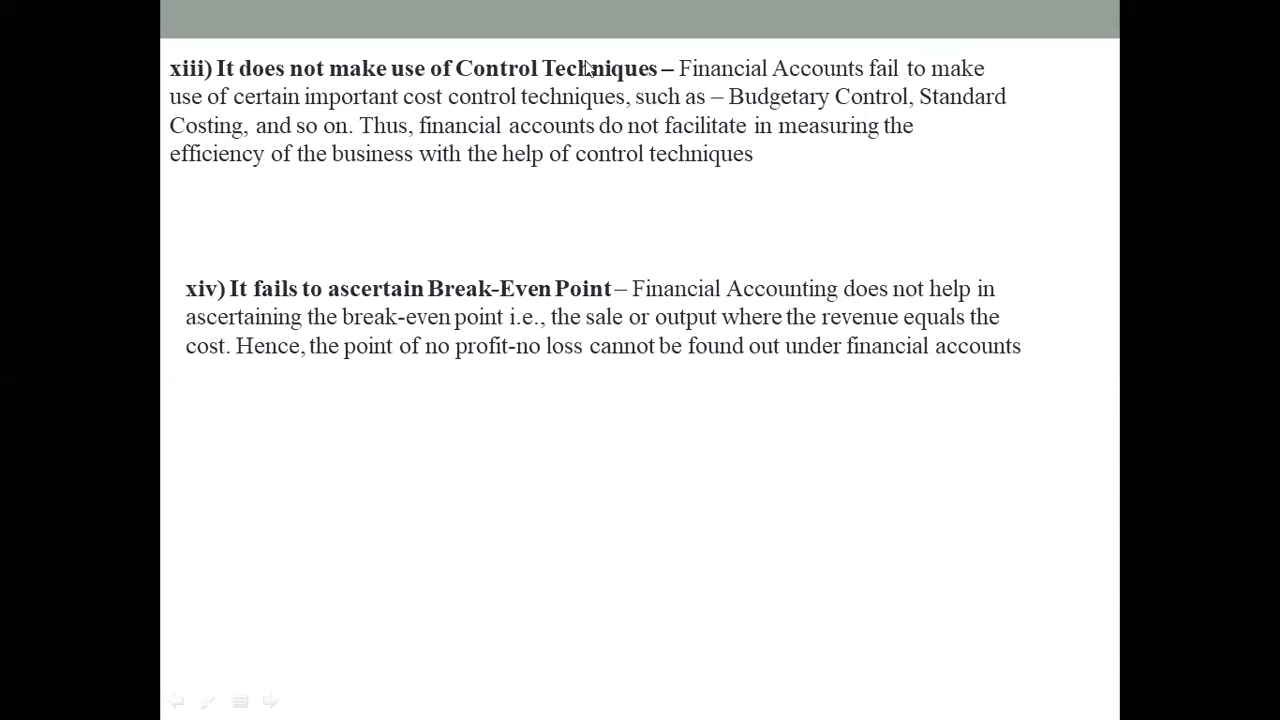 xiii) It does not make use of Control Techniques – Financial Accounts fail to make
use of certain important cost control techniques, such as – Budgetary Control, Standard
Costing, and so on. Thus, financial accounts do not facilitate in measuring the
efficiency of the business with the help of control techniques
xiv) It fails to ascertain Break-Even Point – Financial Accounting does not help in
ascertaining the break-even point i.e., the sale or output where the revenue equals the
cost. Hence, the point of no profit-no loss cannot be found out under financial accounts